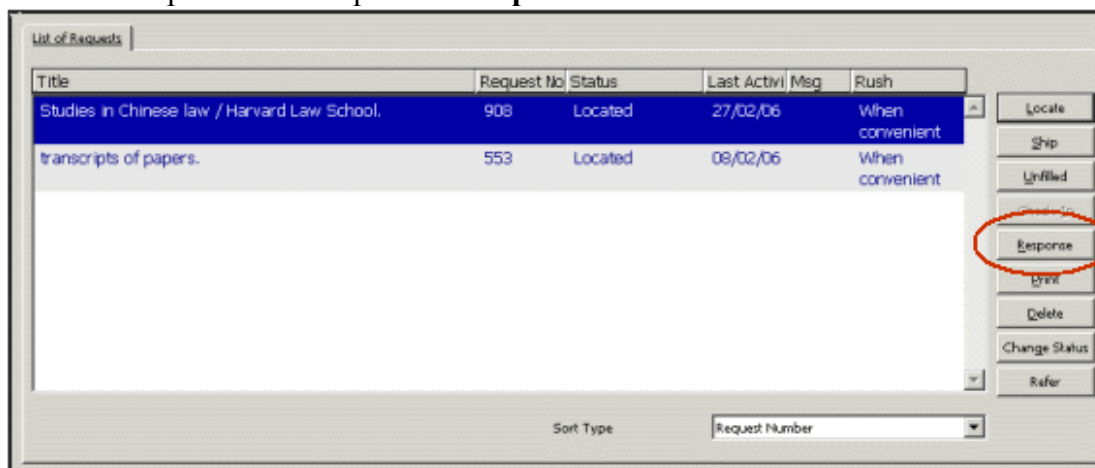 List of Requests
Title Request No Status Last Activi Msg Rush
Studies in Chinese law / Harvard Law School. 908 Located 27/02/06 When
convenient
transcripts of papers. 553 Located 08/02/06 When
convenient
Locate
Ship
Unfilled
Response
Print
Delete
Change Status
Refer
Sort Type Request Number